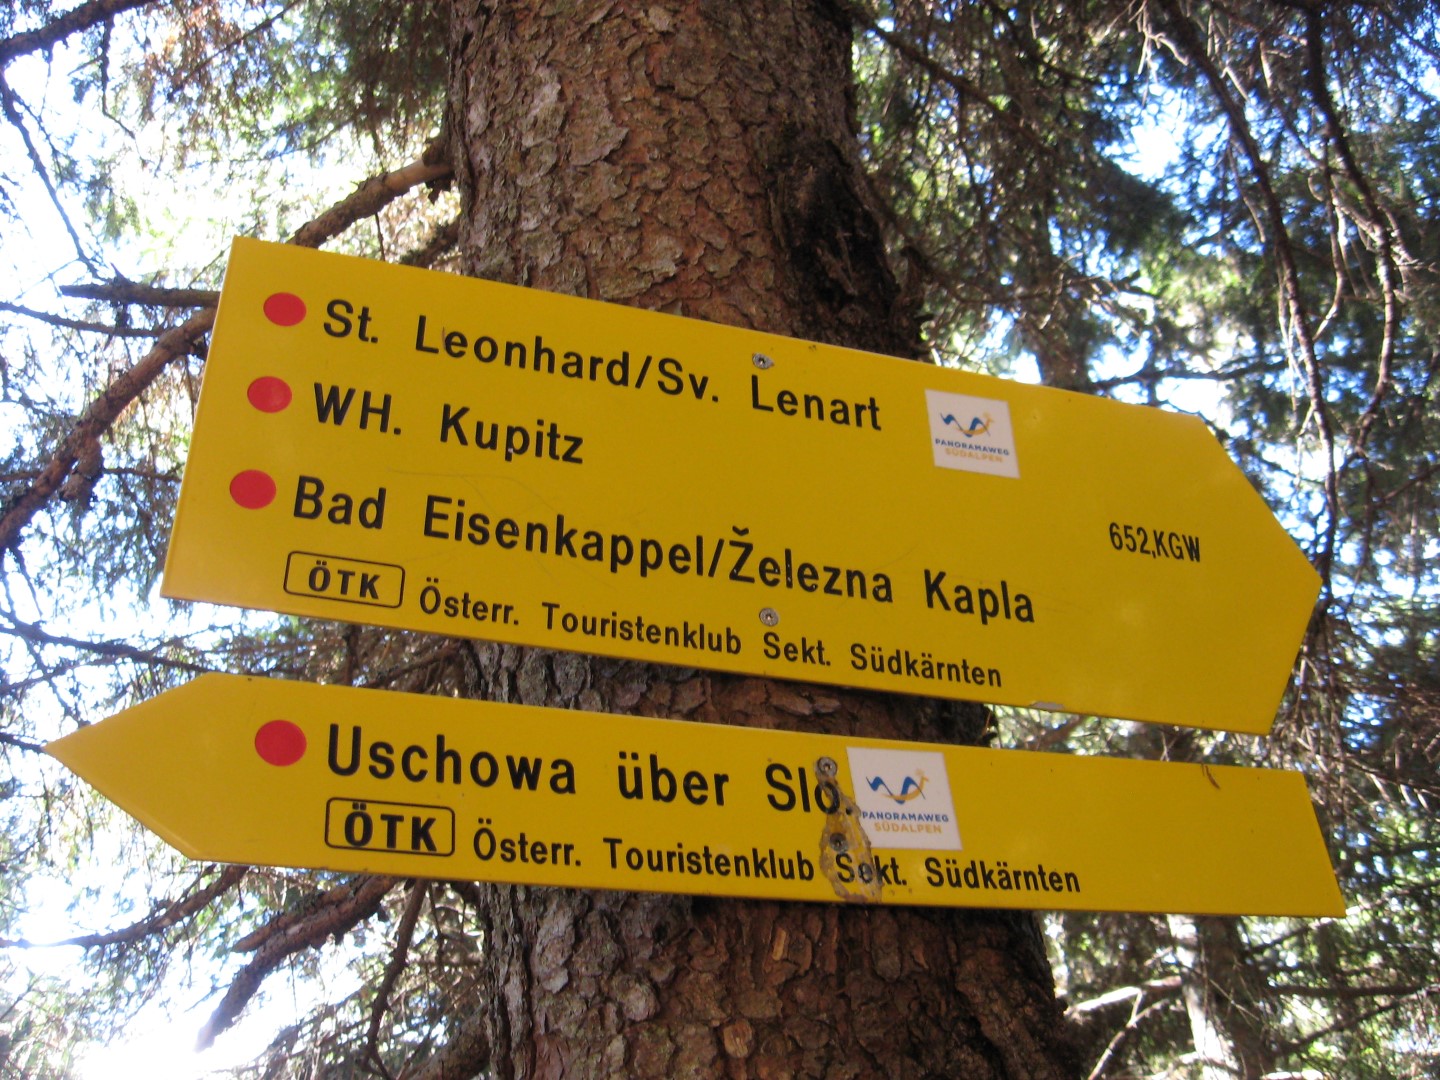 St. Leonhard/Sv. Lenart
WH. Kupitz
Bad Eisenkappel/Železna Kapla
ÖTK Österr. Touristenklub Sekt. Südkärnten
PANORAMAWEG
SÜDALPEN
652,KGW
Uschowa über Slo.
ÖTK Österr. Touristenklub Sekt. Südkärnten
PANORAMAWEG
SÜDALPEN